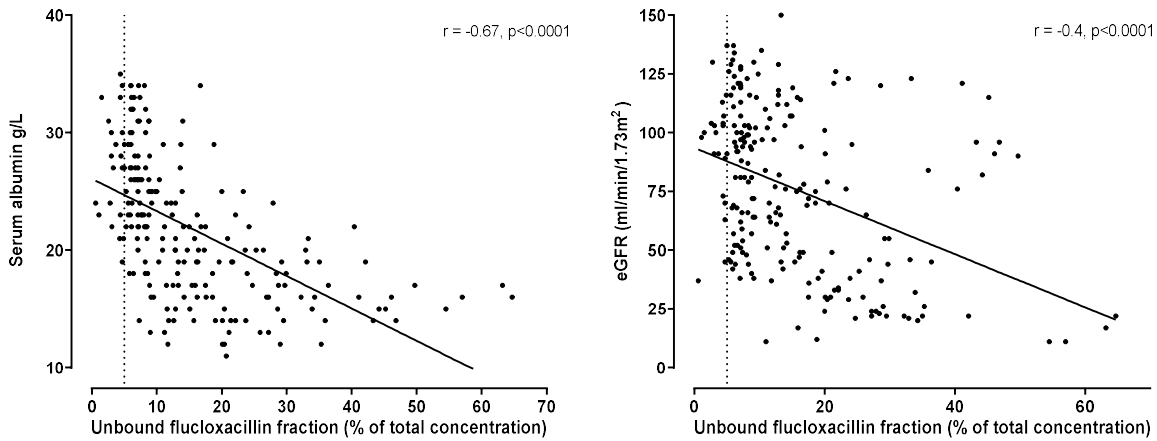 r = -0.67, p<0.0001
40
30
20
10
Serum albumin g/L
0 10 20 30 40 50 60 70
Unbound flucloxacillin fraction (% of total concentration)
r = -0.4, p<0.0001
150
125
100
75
50
25
0
eGFR (ml/min/1.73m²)
0 20 40 60
Unbound flucloxacillin fraction (% of total concentration)